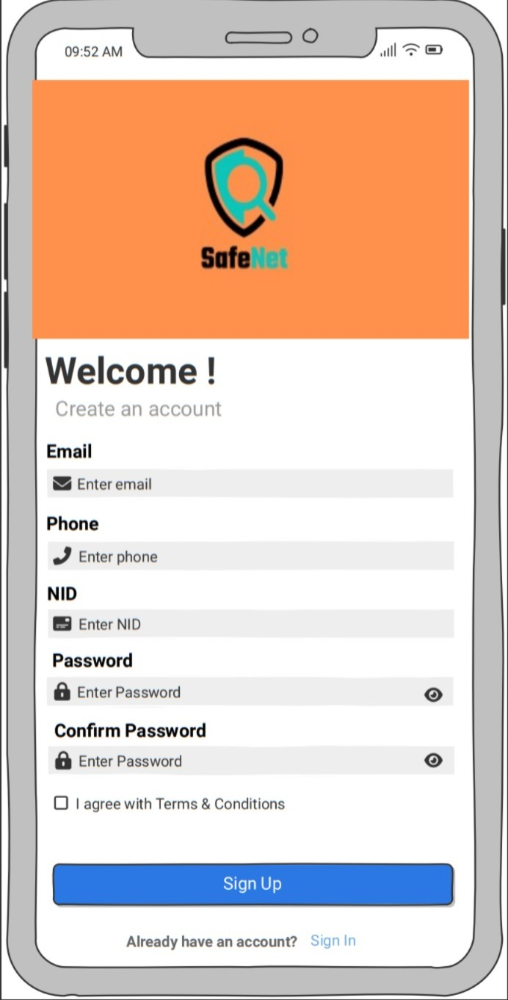 09:52 AM
SafeNet
Welcome !
Create an account
Email
Enter email
Phone
Enter phone
NID
Enter NID
Password
Enter Password
Confirm Password
Enter Password
I agree with Terms & Conditions
Sign Up
Already have an account? Sign In